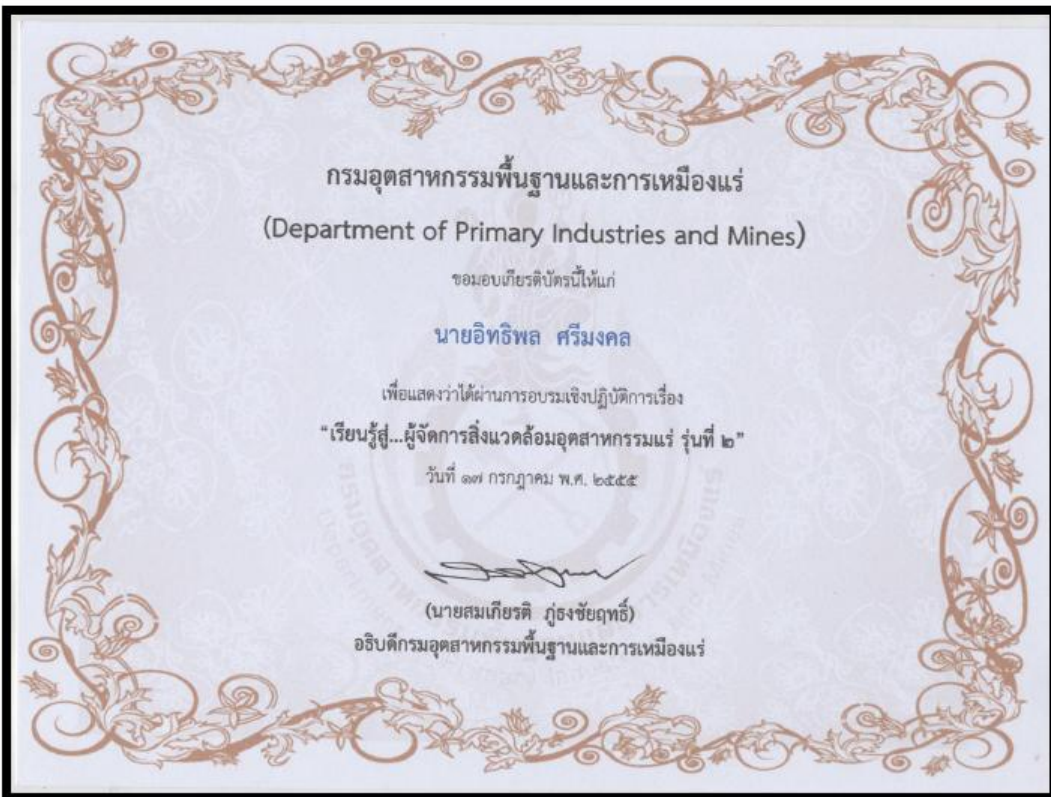 กรมอุตสาหกรรมพื้นฐานและการเหมืองแร่
(Department of Primary Industries and Mines)
ขอมอบเกียรติบัตรนี้ให้แก่
นายอิทธิพล ศรีมงคล
เพื่อแสดงว่าได้ผ่านการอบรมเชิงปฏิบัติการเรื่อง
“เรียนรู้สู่...ผู้จัดการสิ่งแวดล้อมอุตสาหกรรมแร่ รุ่นที่ ๒”
วันที่ ๑๗ กรกฎาคม พ.ศ. ๒๕๕๕
(นายสมเกียรติ ภู่ธงชัยฤทธิ์)
อธิบดีกรมอุตสาหกรรมพื้นฐานและการเหมืองแร่